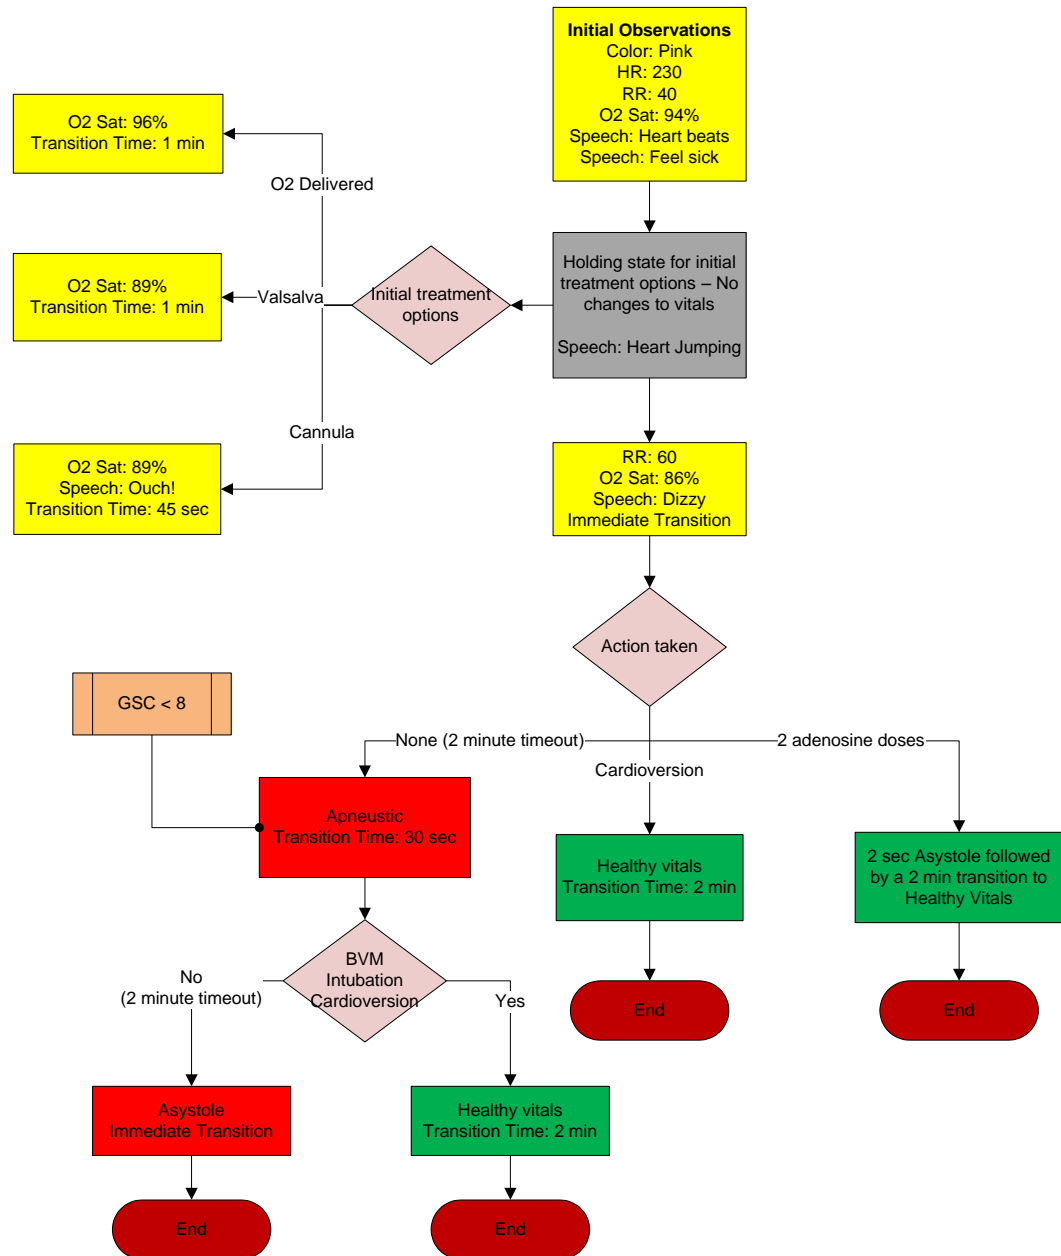 Initial Observations
Color: Pink
HR: 230
RR: 40
O2 Sat: 94%
Speech: Heart beats
Speech: Feel sick
O2 Sat: 96%
Transition Time: 1 min
O2 Delivered
Holding state for initial
treatment options – No
changes to vitals
Speech: Heart Jumping
Initial treatment
options
Valsalva
O2 Sat: 89%
Transition Time: 1 min
Cannula
O2 Sat: 89%
Speech: Ouch!
Transition Time: 45 sec
RR: 60
O2 Sat: 86%
Speech: Dizzy
Immediate Transition
Action taken
GSC < 8
None (2 minute timeout)
Cardioversion
2 adenosine doses
Apneustic
Transition Time: 30 sec
Healthy vitals
Transition Time: 2 min
2 sec Asystole followed
by a 2 min transition to
Healthy Vitals
BVM
Intubation
Cardioversion
No
(2 minute timeout)
Yes
End
End
Asystole
Immediate Transition
Healthy vitals
Transition Time: 2 min
End
End